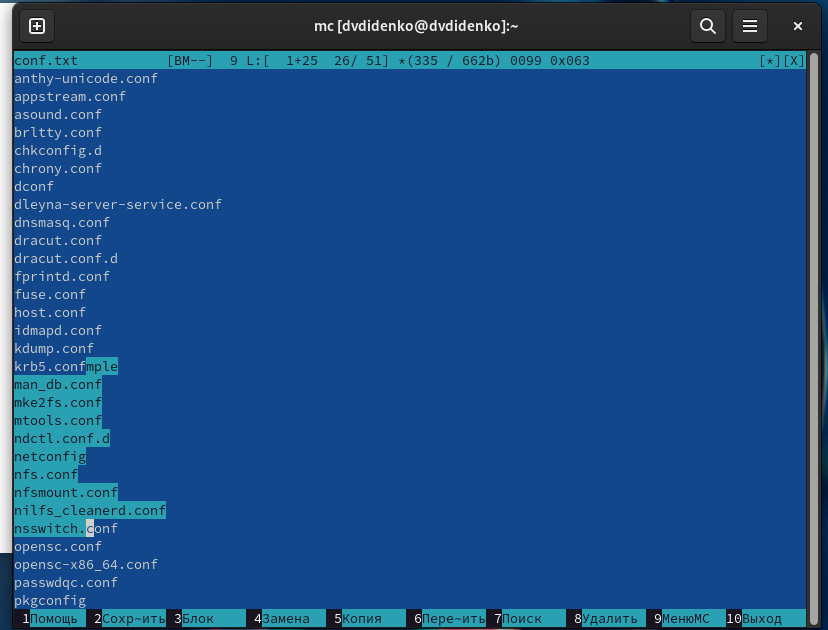 mc [dvdidenko@dvdidenko]:~
conf.txt [BM--] 9 L:[ 1+25 26/ 51] *(335 / 662b) 0099 0x063 [*][X]
anthy-unicode.conf
appstream.conf
asound.conf
brltty.conf
chkconfig.d
chrony.conf
dconf
dleyna-server-service.conf
dnsmasq.conf
dracut.conf
dracut.conf.d
fprintd.conf
fuse.conf
host.conf
idmapd.conf
kdump.conf
krb5.confmple
man_db.conf
mke2fs.conf
mtools.conf
ndctl.conf.d
netconfig
nfs.conf
nfsmount.conf
nilfs_cleanerd.conf
nsswitch.conf
opensc.conf
opensc-x86_64.conf
passwdqc.conf
pkgconfig
1Помощь 2Сохр~ить 3Блок 4Замена 5Копия 6Пере~ить 7Поиск 8Удалить 9МенюMC 10Выход